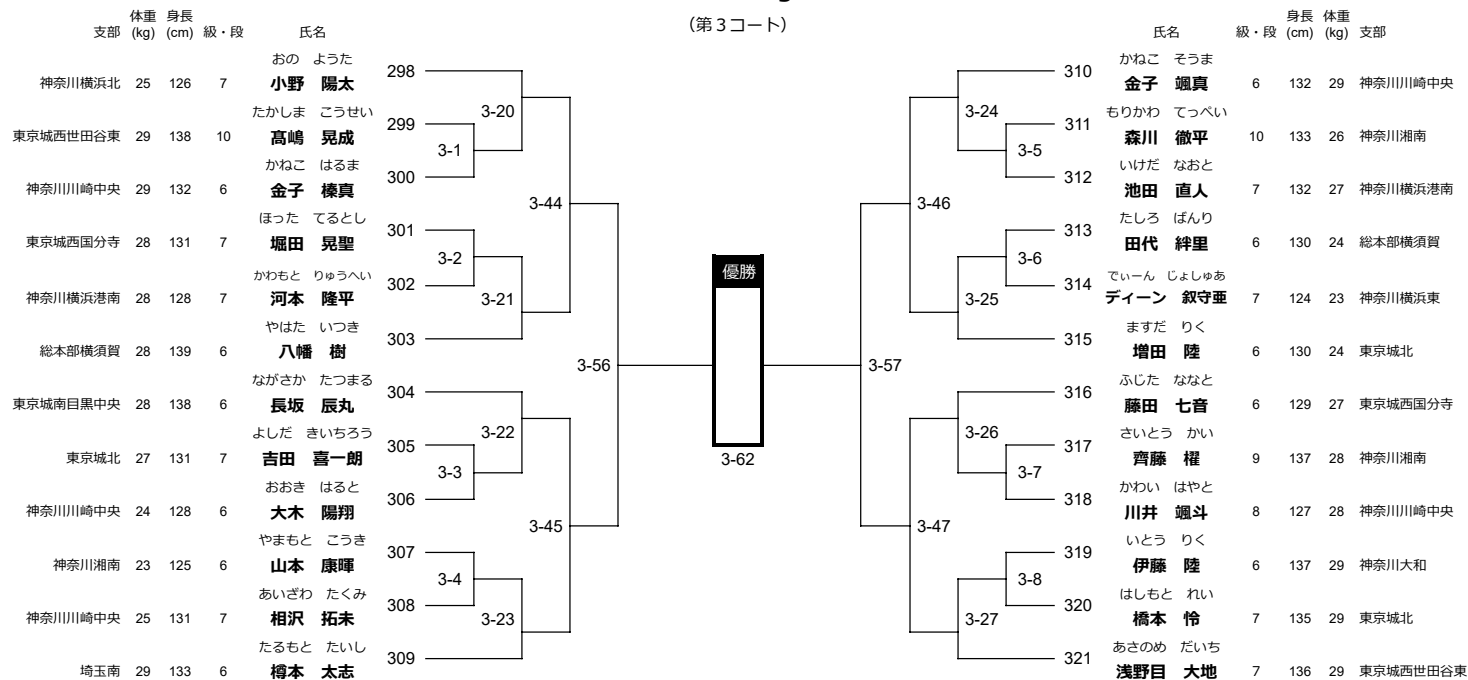 （第３コート）
支部 体重(kg) 身長(cm) 級・段 氏名
おの ようた
神奈川横浜北 25 126 7 小野 陽太 298
たかしま こうせい
東京城西世田谷東 29 138 10 髙嶋 晃成 299
かねこ はるま
神奈川川崎中央 29 132 6 金子 榛真 300
ほった てるとし
東京城西国分寺 28 131 7 堀田 晃聖 301
かわもと りゅうへい
神奈川横浜港南 28 128 7 河本 隆平 302
やはた いつき
総本部横須賀 28 139 6 八幡 樹 303
ながさか たつまる
東京城南目黒中央 28 138 6 長坂 辰丸 304
よしだ きいちろう
東京城北 27 131 7 吉田 喜一朗 305
おおき はると
神奈川川崎中央 24 128 6 大木 陽翔 306
やまもと こうき
神奈川湘南 23 125 6 山本 康暉 307
あいざわ たくみ
神奈川川崎中央 25 131 7 相沢 拓未 308
たるもと たいし
埼玉南 29 133 6 樽本 太志 309
3-20
3-1
3-44
3-2
3-21
3-56
3-22
3-3
3-45
3-4
3-23
優勝
3-62
3-24
3-5
3-46
3-6
3-25
3-57
3-26
3-7
3-47
3-8
3-27
氏名 級・段 身長(cm) 体重(kg) 支部
かねこ そうま
310 金子 颯真 6 132 29 神奈川川崎中央
もりかわ てっぺい
311 森川 徹平 10 133 26 神奈川湘南
いけだ なおと
312 池田 直人 7 132 27 神奈川横浜港南
たしろ ばんり
313 田代 絆里 6 130 24 総本部横須賀
でぃーん じょしゅあ
314 ディーン 叙守亜 7 124 23 神奈川横浜東
ますだ りく
315 増田 陸 6 130 24 東京城北
ふじた ななと
316 藤田 七音 6 129 27 東京城西国分寺
さいとう かい
317 齊藤 櫂 9 137 28 神奈川湘南
かわい はやと
318 川井 颯斗 8 127 28 神奈川川崎中央
いとう りく
319 伊藤 陸 6 137 29 神奈川大和
はしもと れい
320 橋本 怜 7 135 29 東京城北
あさのめ だいち
321 浅野目 大地 7 136 29 東京城西世田谷東